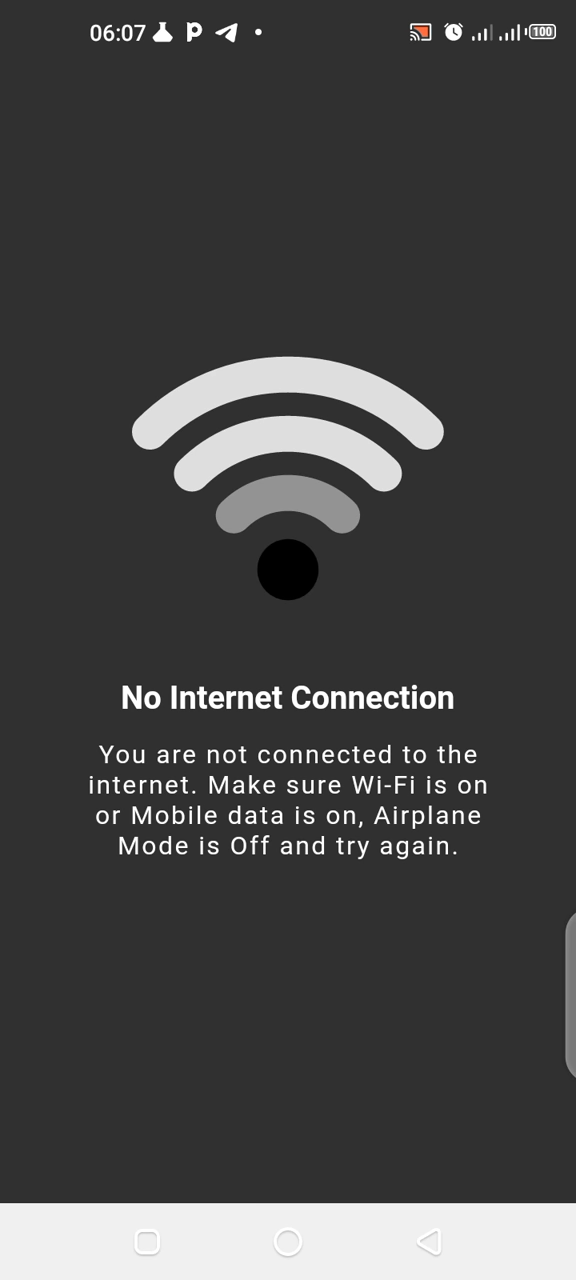 06:07
100
No Internet Connection
You are not connected to the
internet. Make sure Wi-Fi is on
or Mobile data is on, Airplane
Mode is Off and try again.